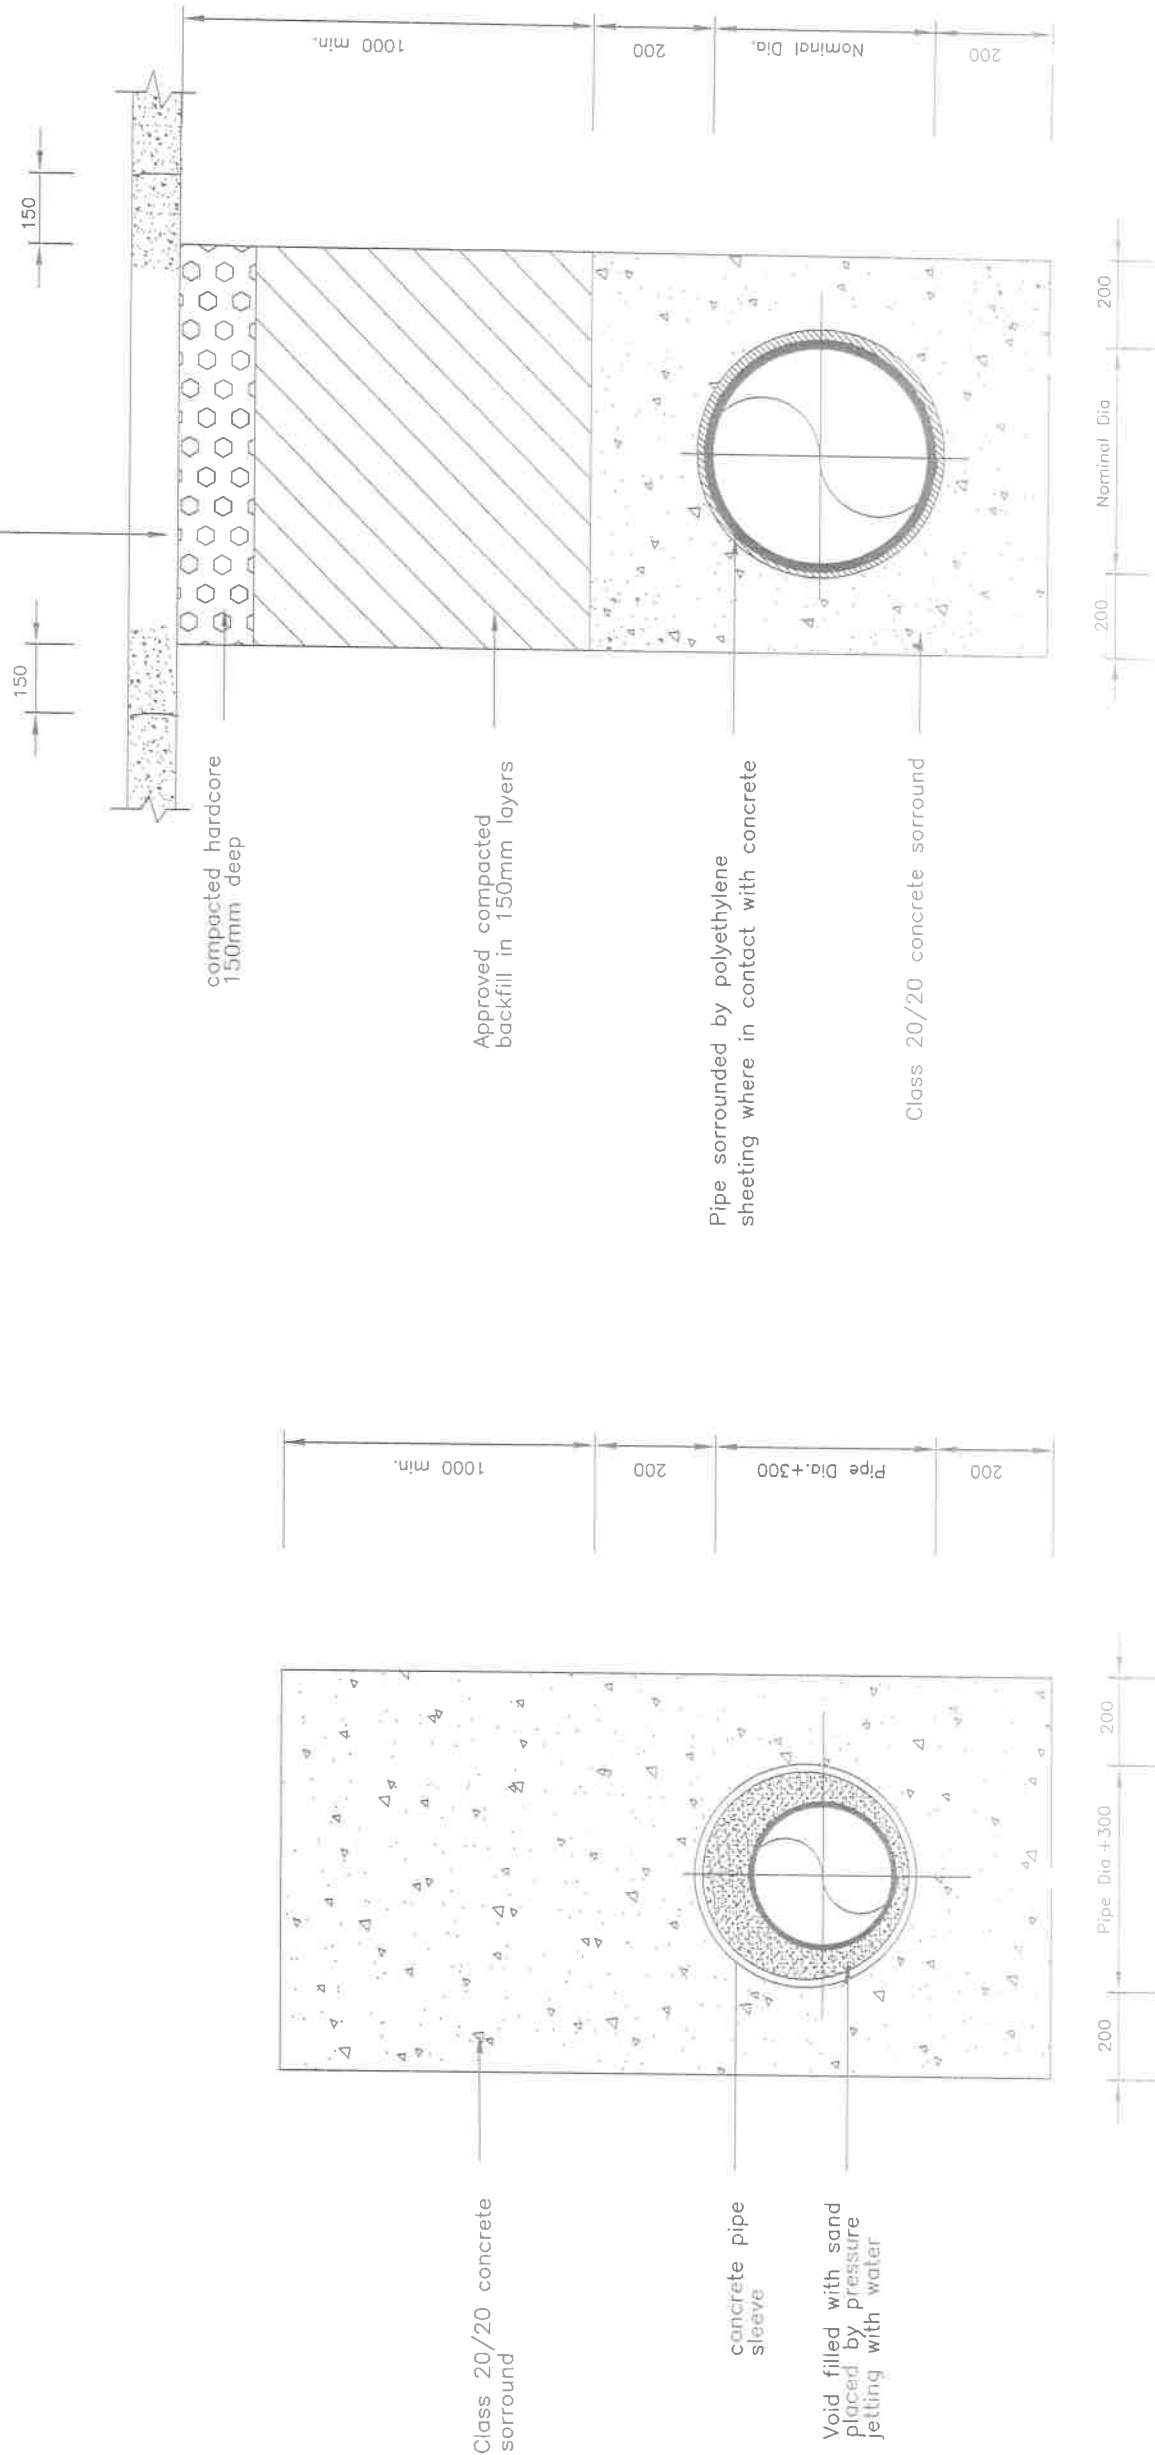 150
150
1000 min.
200
Nominal Dia.
200
compacted hardcore
150mm deep
Approved compacted
backfill in 150mm layers
Pipe sorrounded by polyethylene
sheeting where in contact with concrete
Class 20/20 concrete sorround
200
Nominal Dia
200
1000 min.
200
Pipe Dia.+300
200
Class 20/20 concrete
sorround
concrete pipe
sleeve
Void filled with sand
placed by pressure
jetting with water
200
Pipe Dia +300
200